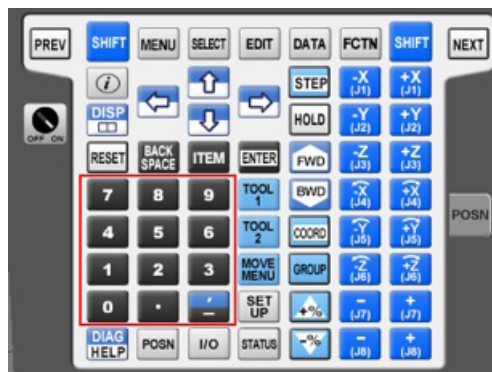 PREV SHIFT MENU SELECT EDIT DATA FCTN SHIFT NEXT
i STEP -X (J1) +X (J1)
DISP HOLD -Y (J2) +Y (J2)
OFF ON
RESET BACK SPACE ITEM ENTER FWD -Z (J3) +Z (J3)
7 8 9 TOOL 1 BWD -X (J4) +X (J4)
POSN
4 5 6 TOOL 2 COORD -Y (J5) +Y (J5)
1 2 3 MOVE MENU GROUP -Z (J6) +Z (J6)
0 . SET UP +% - (J7) + (J7)
DIAG HELP POSN I/O STATUS -% - (J8) + (J8)